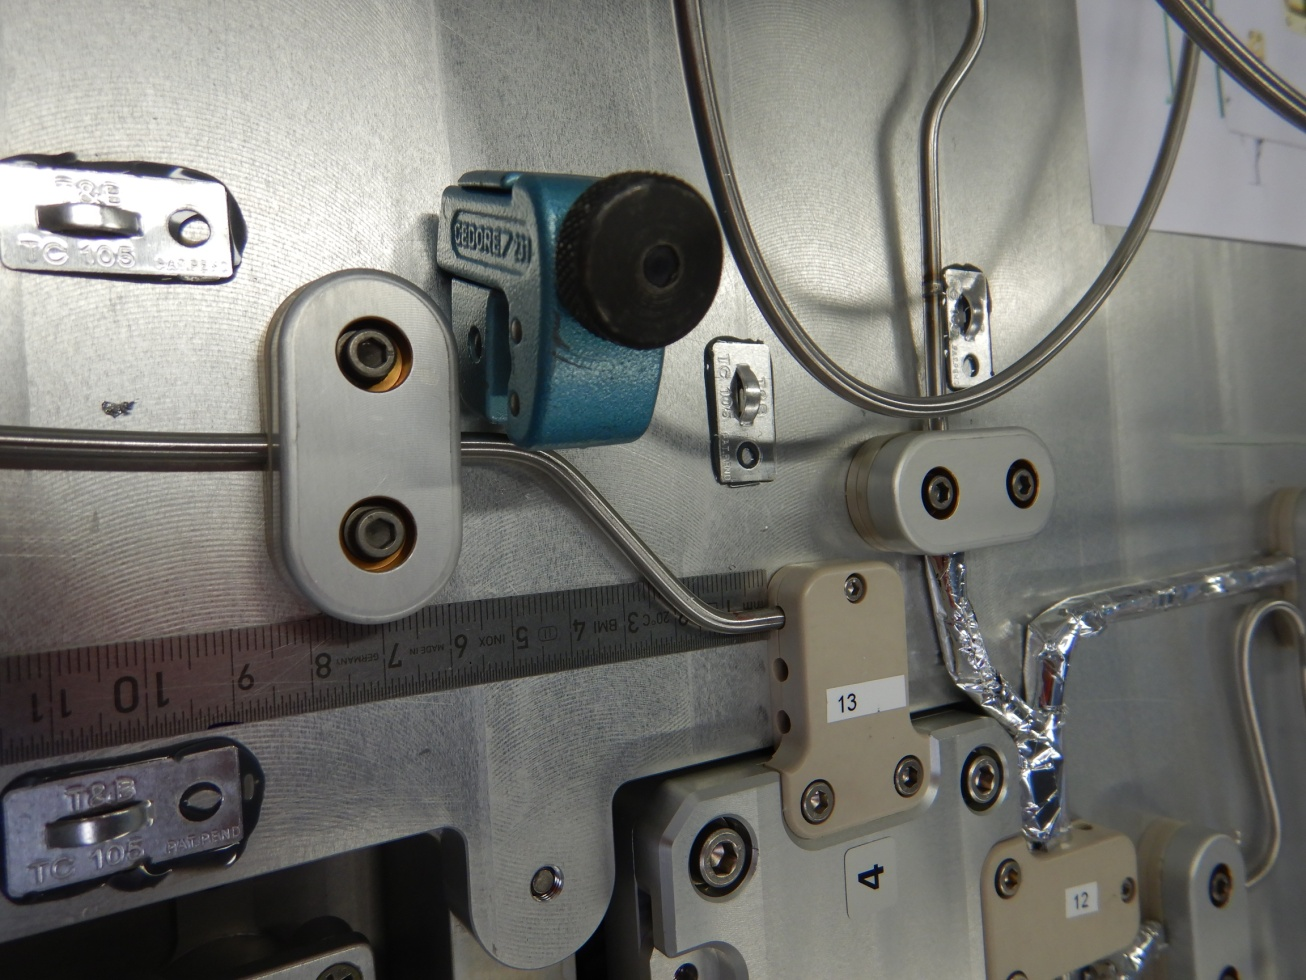 T&B
TC 105
PAT.PEND
GEDORE
TC 105
T&B
11 10 9 8 7 6 5 4 3 2
GERMANY
MADE IN
INOX
BMI
20°C
13
4
12
T&B
TC 105
PAT.PEND